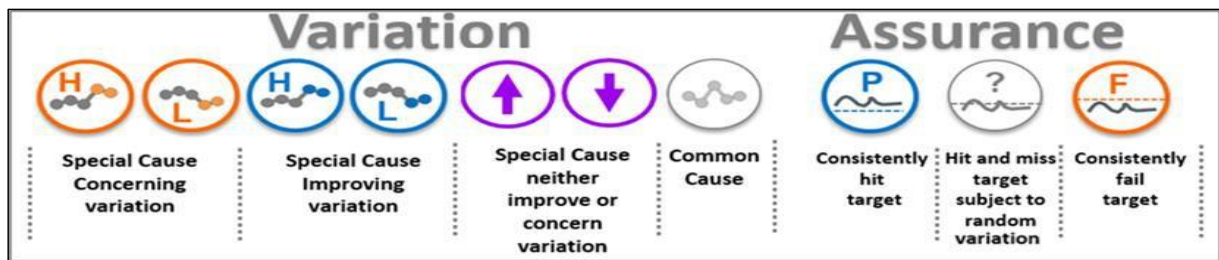 Variation
Assurance
H
L
H
L
P
?
F
Special Cause
Concerning
variation
Special Cause
Improving
variation
Special Cause
neither
improve or
concern
variation
Common
Cause
Consistently
hit
target
Hit and miss
target
subject to
random
variation
Consistently
fail
target